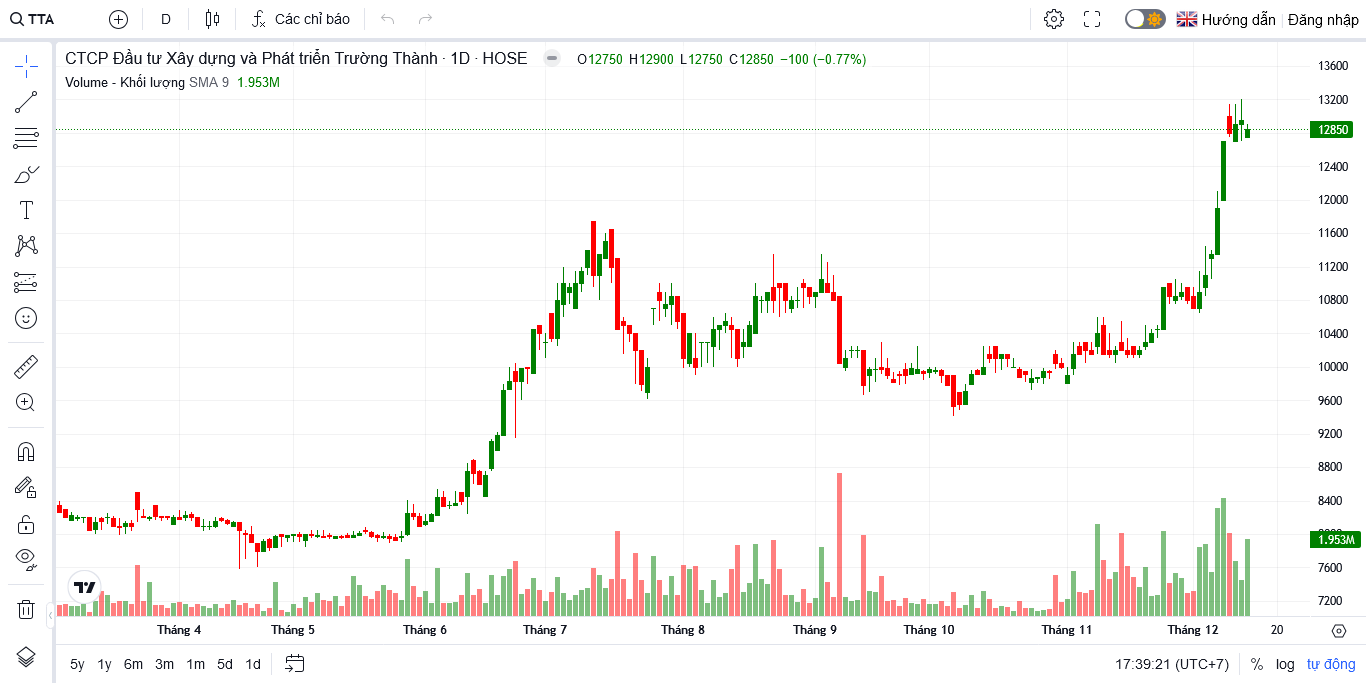 TTA D Các chỉ báo Hướng dẫn Đăng nhập
CTCP Đầu tư Xây dựng và Phát triển Trường Thành · 1D · HOSE O12750 H12900 L12750 C12850 −100 (−0.77%)
Volume - Khối lượng SMA 9 1.953M
13600
13200
12850
12400
12000
11600
11200
10800
10400
10000
9600
9200
8800
8400
1.953M
7600
7200
Tháng 4 Tháng 5 Tháng 6 Tháng 7 Tháng 8 Tháng 9 Tháng 10 Tháng 11 Tháng 12 20
5y 1y 6m 3m 1m 5d 1d 17:39:21 (UTC+7) % log tự động